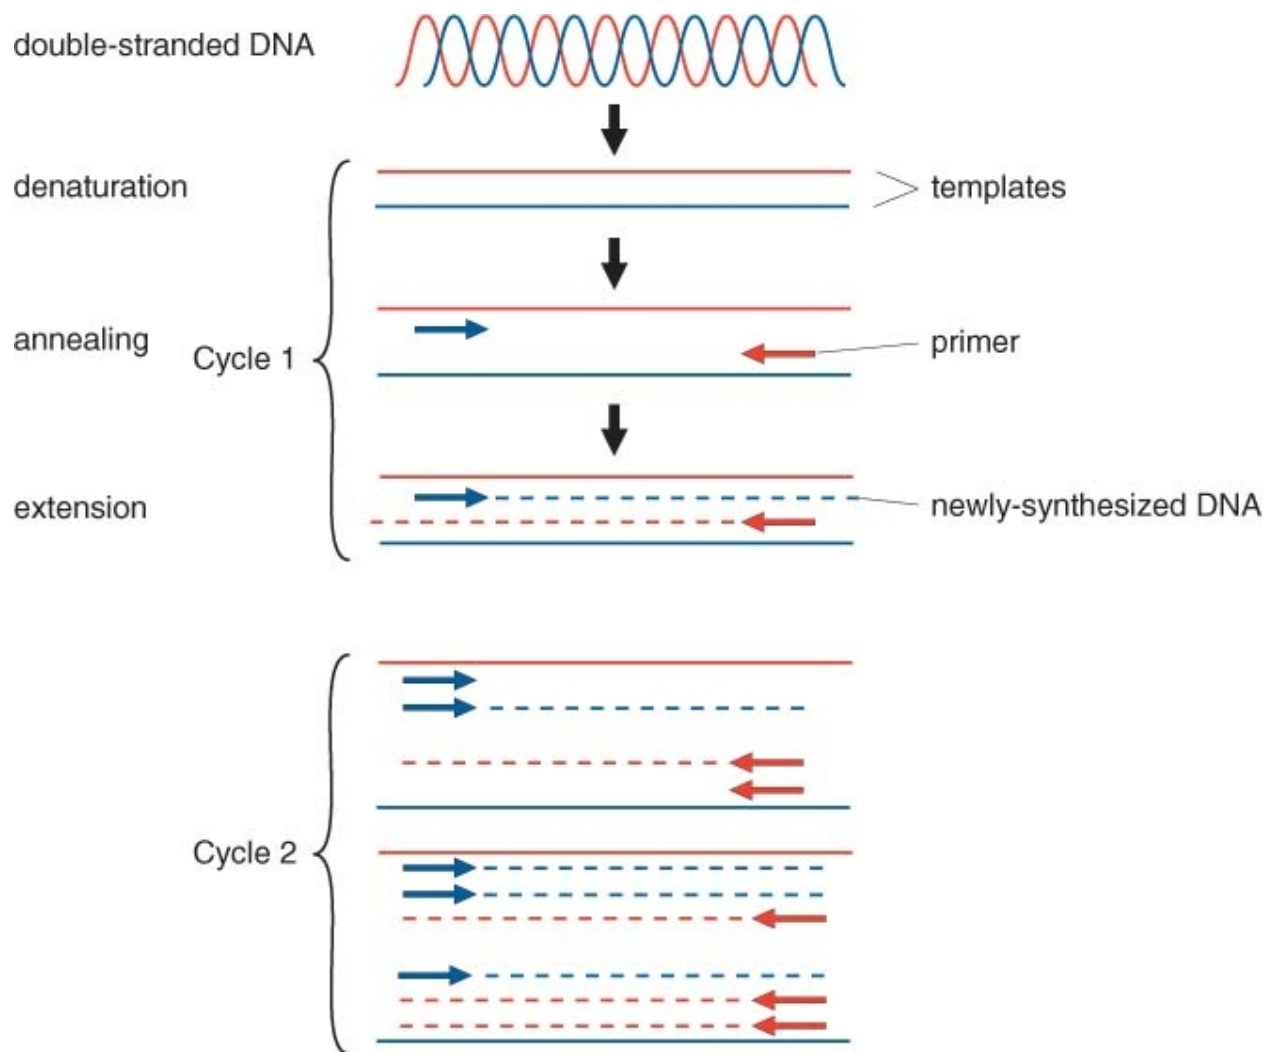 double-stranded DNA
denaturation
templates
annealing
primer
Cycle 1
extension
newly-synthesized DNA
Cycle 2